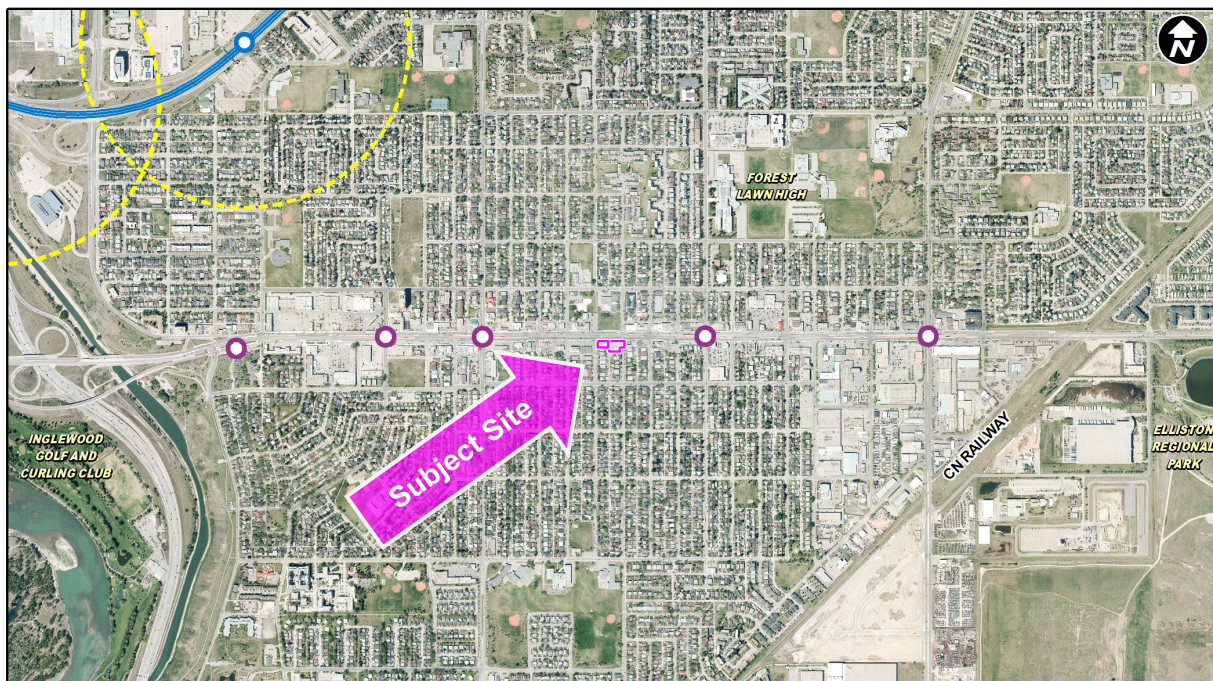 N
FOREST
LAWN HIGH
Subject Site
INGLEWOOD
GOLF AND
CURLING CLUB
CN RAILWAY
ELLISTON
REGIONAL
PARK